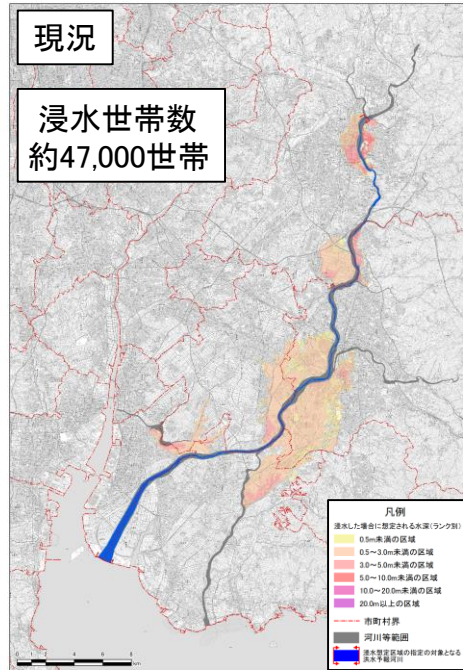 現況
浸水世帯数
約47,000世帯
凡例
浸水した場合に想定される水深(ランク別)
0.5m未満の区域
0.5~3.0m未満の区域
3.0~5.0m未満の区域
5.0~10.0m未満の区域
10.0~20.0m未満の区域
20.0m以上の区域
市町村界
河川等範囲
浸水想定区域の指定の対象となる
洪水予報河川